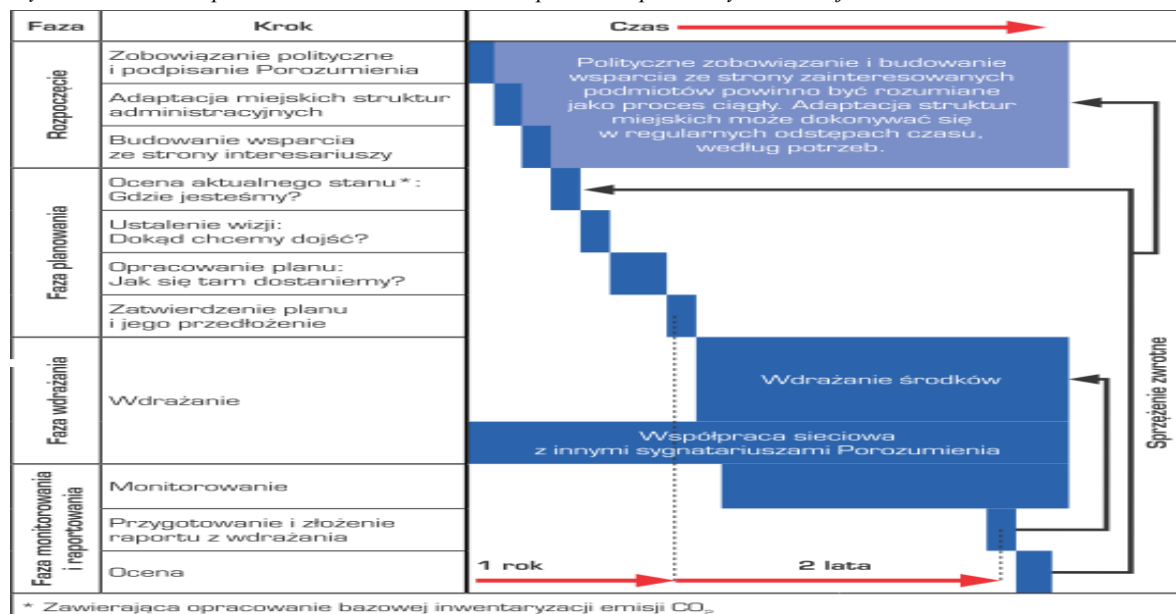 Faza
Krok
Czas
Rozpoczęcie
Zobowiązanie polityczne
i podpisanie Porozumienia
Adaptacja miejskich struktur
administracyjnych
Budowanie wsparcia
ze strony interesariuszy
Polityczne zobowiązanie i budowanie
wsparcia ze strony zainteresowanych
podmiotów powinno być rozumiane
jako proces ciągły. Adaptacja struktur
miejskich może dokonywać się
w regularnych odstępach czasu,
według potrzeb.
Faza planowania
Ocena aktualnego stanu*:
Gdzie jesteśmy?
Ustalenie wizji:
Dokąd chcemy dojść?
Opracowanie planu:
Jak się tam dostaniemy?
Zatwierdzenie planu
i jego przedłożenie
Faza wdrażania
Wdrażanie
Wdrażanie środków
Współpraca sieciowa
z innymi sygnatariuszami Porozumienia
Faza monitorowania
i raportowania
Monitorowanie
Przygotowanie i złożenie
raportu z wdrażania
Ocena
1 rok
2 lata
Sprzężenie zwrotne
* Zawierająca opracowanie bazowej inwentaryzacji emisji CO₂